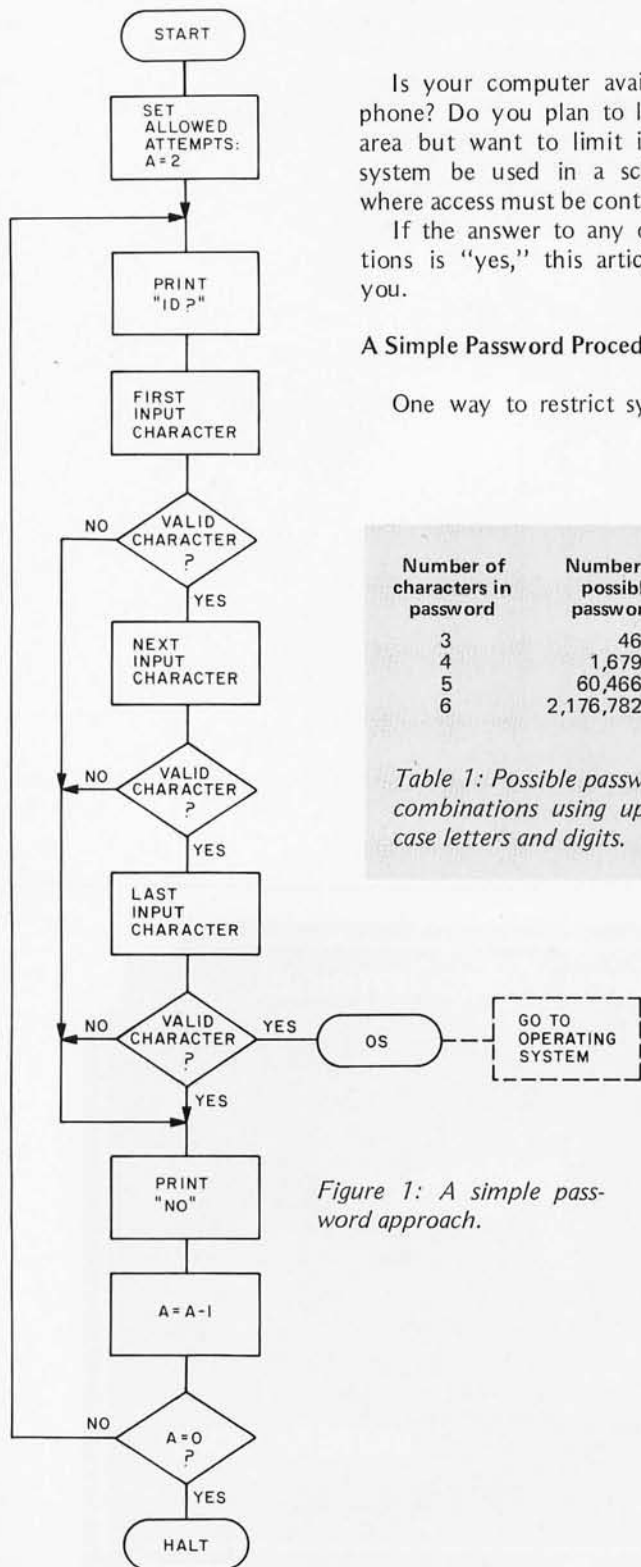 START
SET
ALLOWED
ATTEMPTS:
A=2
PRINT
"ID?"
FIRST
INPUT
CHARACTER
NO
VALID
CHARACTER
?
YES
NEXT
INPUT
CHARACTER
NO
VALID
CHARACTER
?
YES
LAST
INPUT
CHARACTER
NO
VALID
CHARACTER
?
YES
OS
GO TO
OPERATING
SYSTEM
YES
PRINT
"NO"
A=A-1
NO
A=0
?
YES
HALT
Is your computer avai
phone? Do you plan to l
area but want to limit i
system be used in a sc
where access must be cont
If the answer to any o
tions is "yes," this artic
you.
A Simple Password Proced
One way to restrict sy
Number of
characters in
password
Number
possibl
passwor
3 46
4 1,679
5 60,466
6 2,176,782
Table 1: Possible passw
combinations using up
case letters and digits.
Figure 1: A simple pass-
word approach.